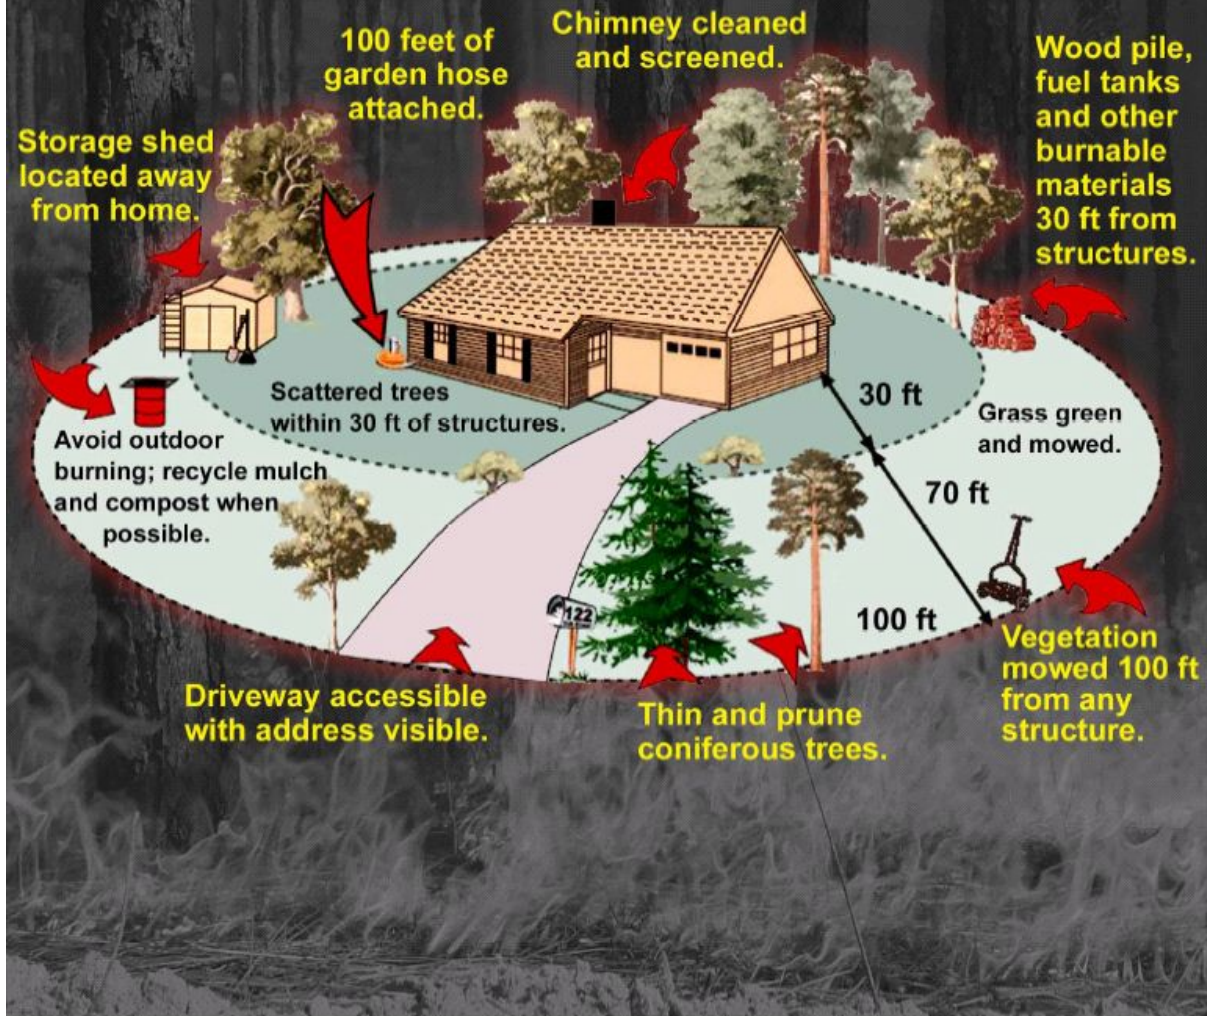 Chimney cleaned
and screened.
100 feet of
garden hose
attached.
Wood pile,
fuel tanks
and other
burnable
materials
30 ft from
structures.
Storage shed
located away
from home.
Scattered trees
within 30 ft of structures.
30 ft
Grass green
and mowed.
Avoid outdoor
burning; recycle mulch
and compost when
possible.
70 ft
122
100 ft
Vegetation
mowed 100 ft
from any
structure.
Driveway accessible
with address visible.
Thin and prune
coniferous trees.